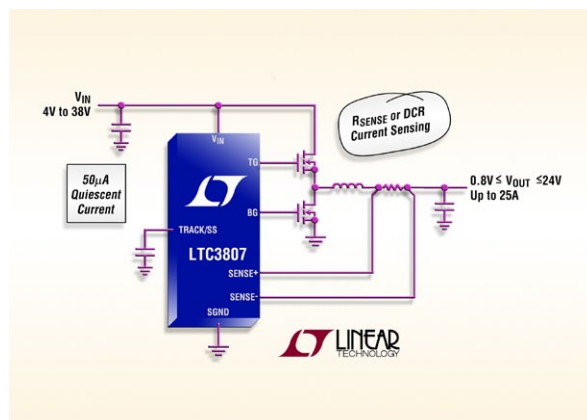 VIN
4V to 38V
RSENSE or DCR
Current Sensing
VIN
TG
50µA
Quiescent
Current
0.8V ≤ VOUT ≤24V
Up to 25A
BG
TRACK/SS
LTC3807
SENSE+
SENSE-
SGND
LINEAR
TECHNOLOGY